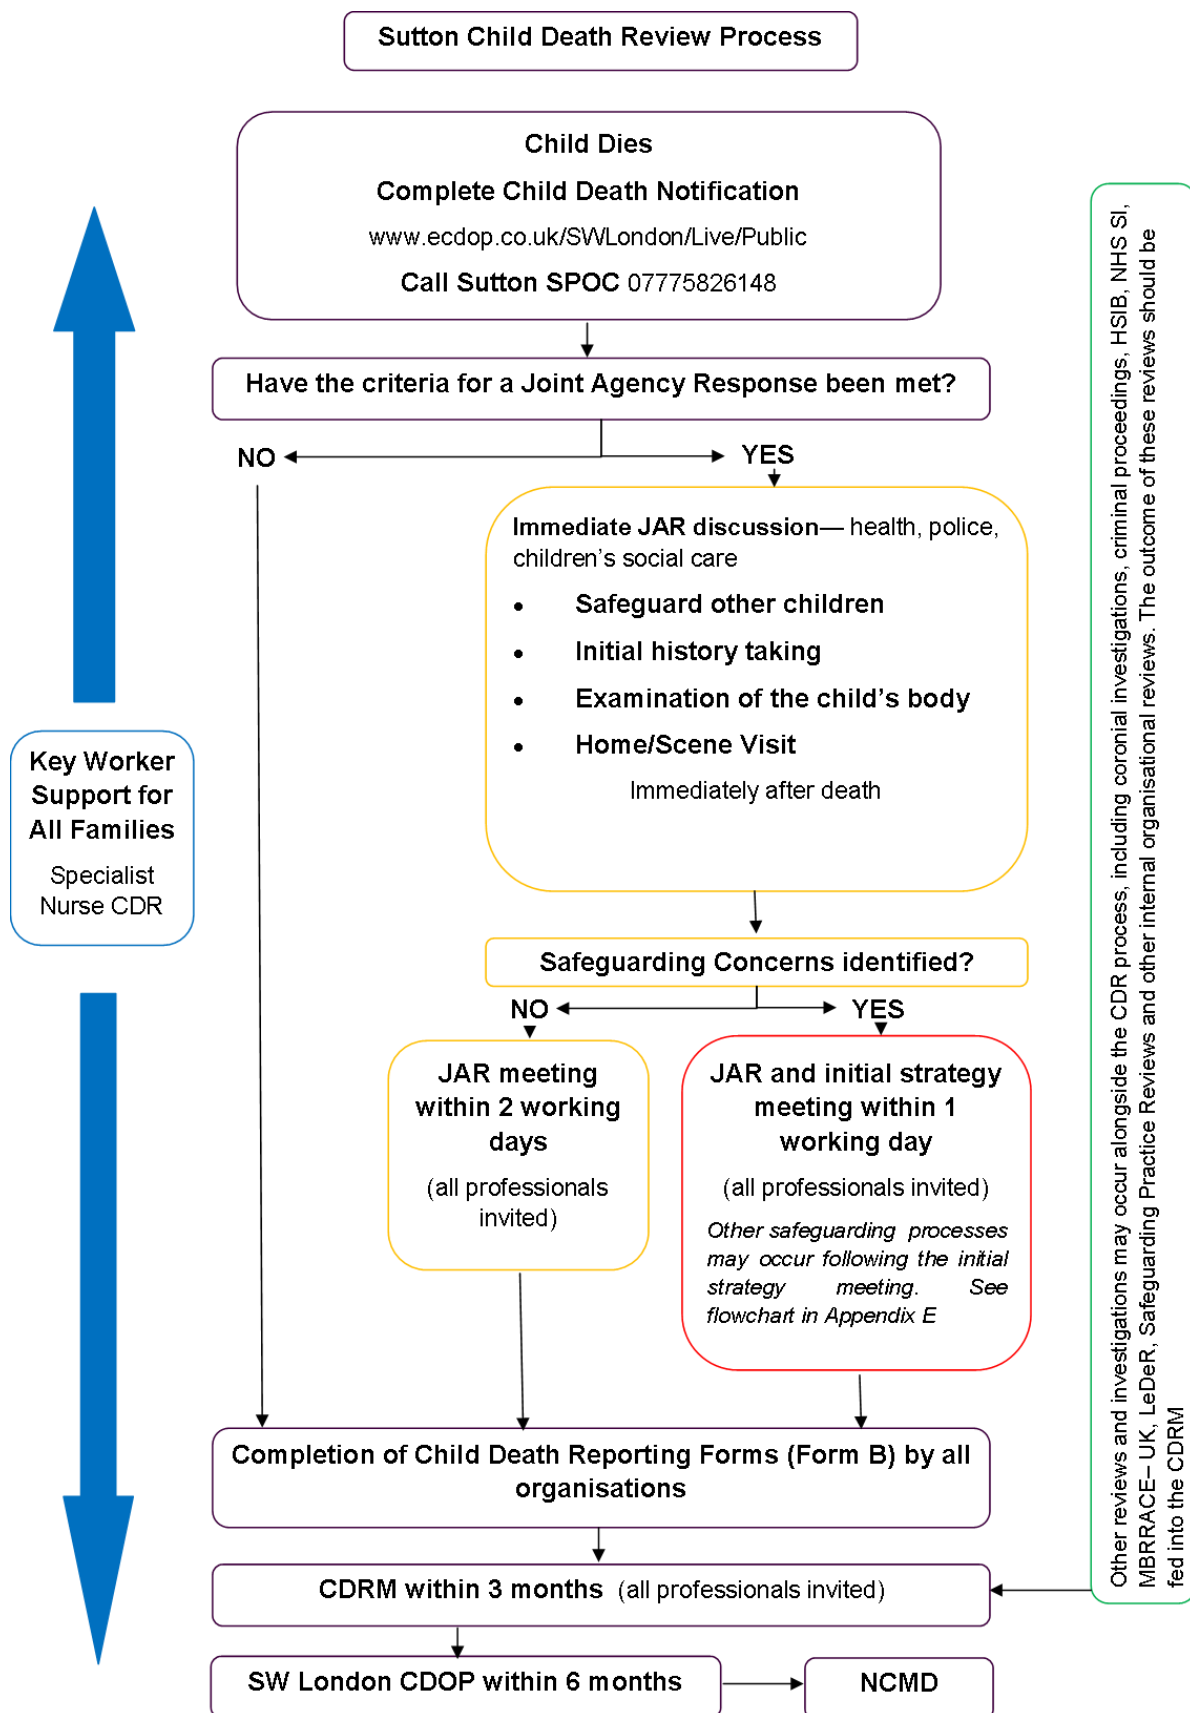 Sutton Child Death Review Process
Child Dies
Complete Child Death Notification
www.ecdop.co.uk/SWLondon/Live/Public
Call Sutton SPOC 07775826148
Have the criteria for a Joint Agency Response been met?
NO
YES
Immediate JAR discussion— health, police,
children’s social care
• Safeguard other children
• Initial history taking
• Examination of the child’s body
• Home/Scene Visit
Immediately after death
Key Worker
Support for
All Families
Specialist
Nurse CDR
Safeguarding Concerns identified?
NO
YES
JAR meeting
within 2 working
days
(all professionals
invited)
JAR and initial strategy
meeting within 1
working day
(all professionals invited)
Other safeguarding processes
may occur following the initial
strategy meeting. See
flowchart in Appendix E
Completion of Child Death Reporting Forms (Form B) by all
organisations
CDRM within 3 months (all professionals invited)
SW London CDOP within 6 months
NCMD
Other reviews and investigations may occur alongside the CDR process, including coronial investigations, criminal proceedings, HSIB, NHS SI,
MBRRACE– UK, LeDeR, Safeguarding Practice Reviews and other internal organisational reviews. The outcome of these reviews should be
fed into the CDRM